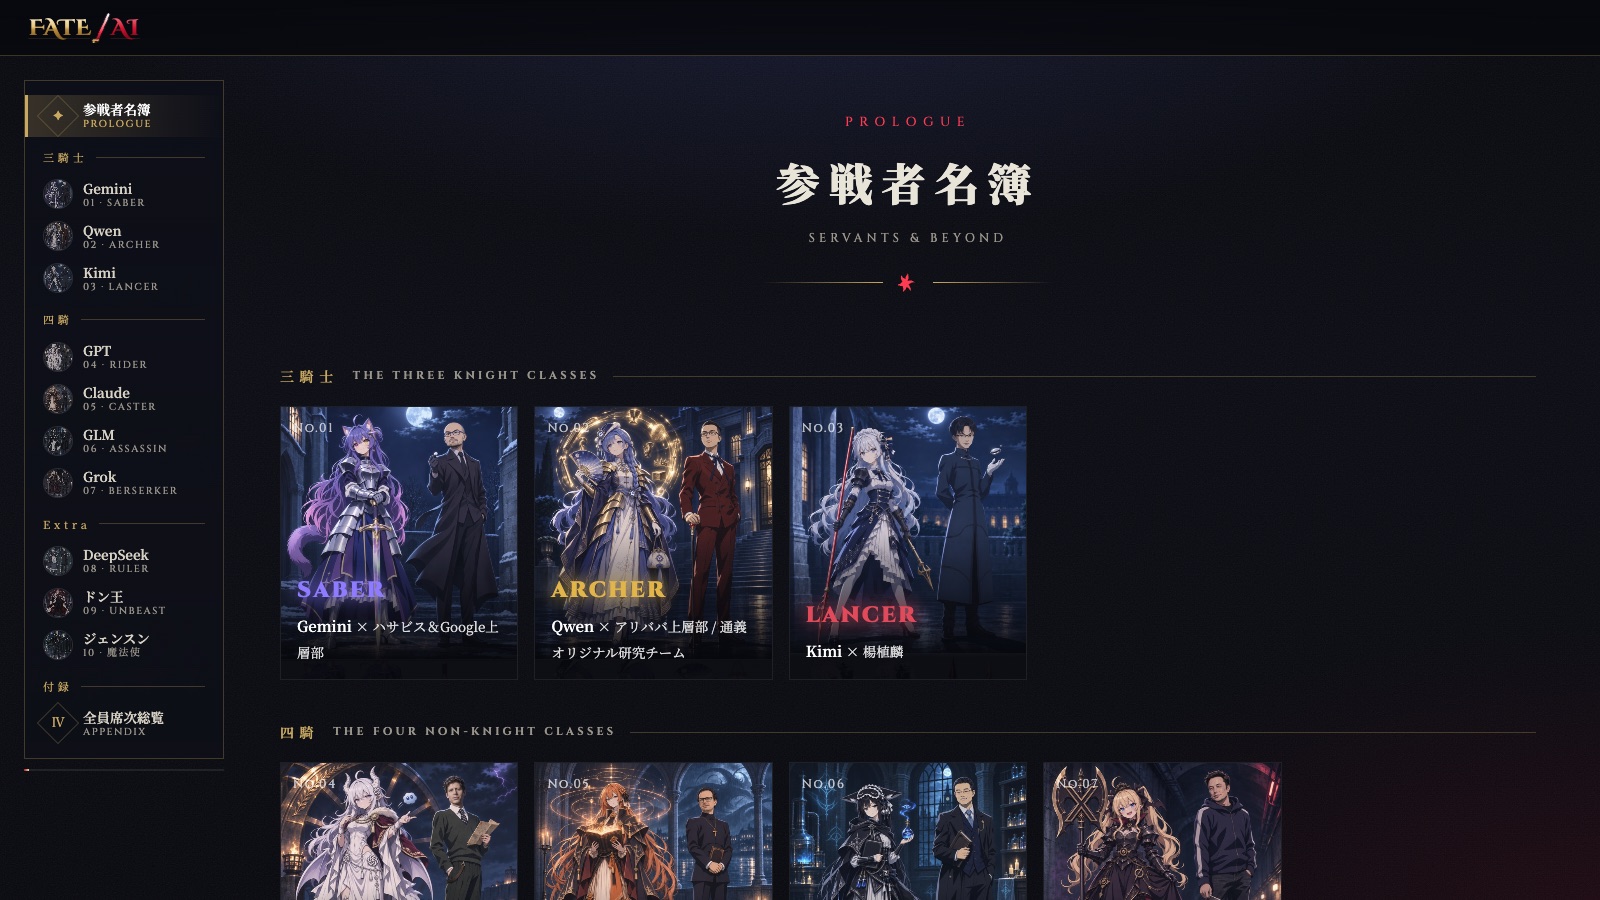 FATE/AI
参戦者名簿
PROLOGUE
三騎士
Gemini
01 · SABER
Qwen
02 · ARCHER
Kimi
03 · LANCER
四騎
GPT
04 · RIDER
Claude
05 · CASTER
GLM
06 · ASSASSIN
Grok
07 · BERSERKER
Extra
DeepSeek
08 · RULER
ドン王
09 · UNBEAST
ジェンスン
10 · 魔法使
付録
IV
全員席次総覧
APPENDIX
PROLOGUE
参戦者名簿
SERVANTS & BEYOND
三騎士 THE THREE KNIGHT CLASSES
No.01
SABER
Gemini × ハサビス＆Google上
層部
No.02
ARCHER
Qwen × アリババ上層部 / 通義
オリジナル研究チーム
No.03
LANCER
Kimi × 楊植麟
四騎 THE FOUR NON-KNIGHT CLASSES
No.04
No.05
No.06
No.07